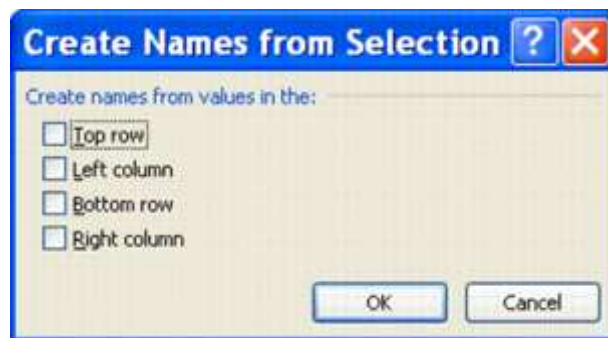 Create Names from Selection ?
Create names from values in the:
Top row
Left column
Bottom row
Right column
OK Cancel